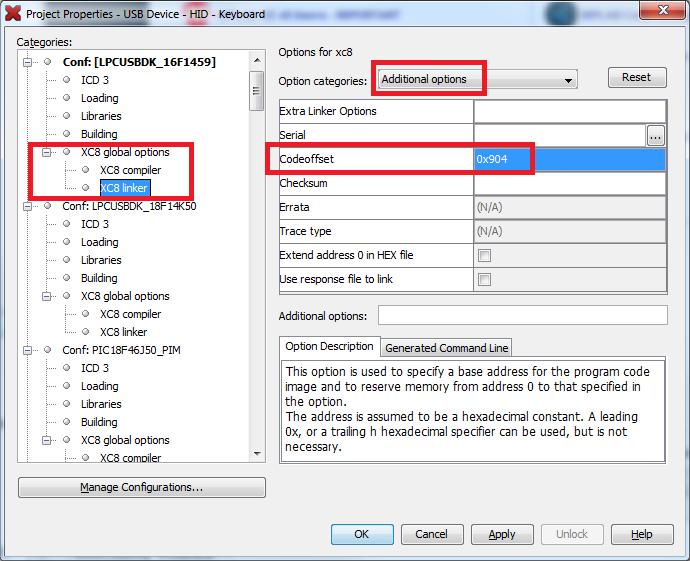 Project Properties - USB Device - HID - Keyboard
Categories:
Conf: [LPCUSBDK_16F1459]
ICD 3
Loading
Libraries
Building
XC8 global options
XC8 compiler
XC8 linker
Conf: LPCUSBDK_18F14K50
ICD 3
Loading
Libraries
Building
XC8 global options
XC8 compiler
XC8 linker
Conf: PIC18F46J50_PIM
ICD 3
Loading
Libraries
Building
XC8 global options
XC8 compiler
Manage Configurations...
Options for xc8
Option categories: Additional options Reset
Extra Linker Options
Serial ...
Codeoffset 0x904
Checksum
Errata (N/A)
Trace type (N/A)
Extend address 0 in HEX file
Use response file to link
Additional options:
Option Description Generated Command Line
This option is used to specify a base address for the program code
image and to reserve memory from address 0 to that specified in
the option.
The address is assumed to be a hexadecimal constant. A leading
0x, or a trailing h hexadecimal specifier can be used, but is not
necessary.
OK Cancel Apply Unlock Help